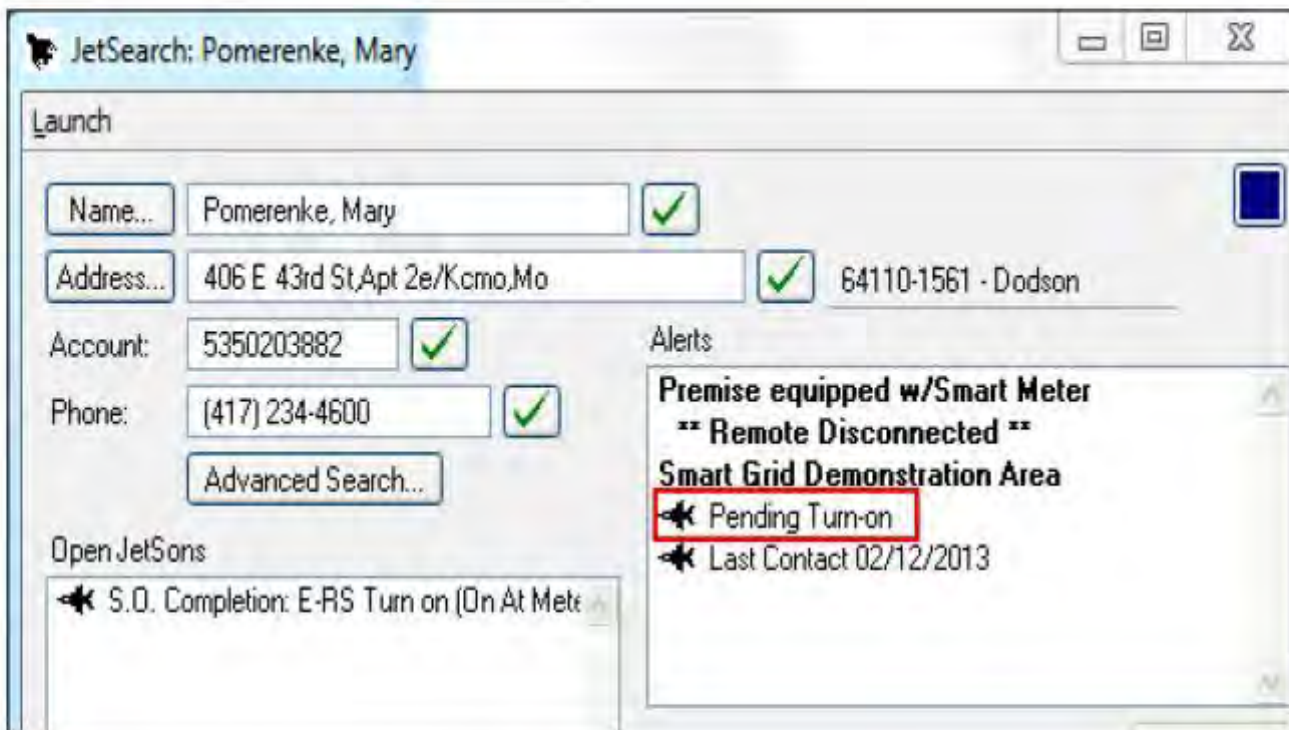 JetSearch: Pomerenke, Mary
Launch
Name... Pomerenke, Mary
Address... 406 E 43rd St,Apt 2e/Kcmo,Mo 64110-1561 - Dodson
Account: 5350203882
Phone: (417) 234-4600
Advanced Search...
Alerts
Premise equipped w/Smart Meter
** Remote Disconnected **
Smart Grid Demonstration Area
Pending Turn-on
Last Contact 02/12/2013
Open JetSons
S.O. Completion: E-RS Turn on (On At Mete